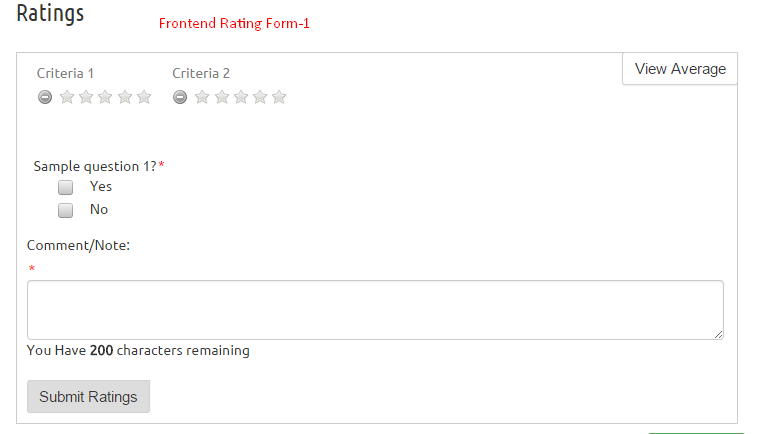 Ratings
Frontend Rating Form-1
View Average
Criteria 1 Criteria 2
Sample question 1?*
Yes
No
Comment/Note:
*
You Have 200 characters remaining
Submit Ratings